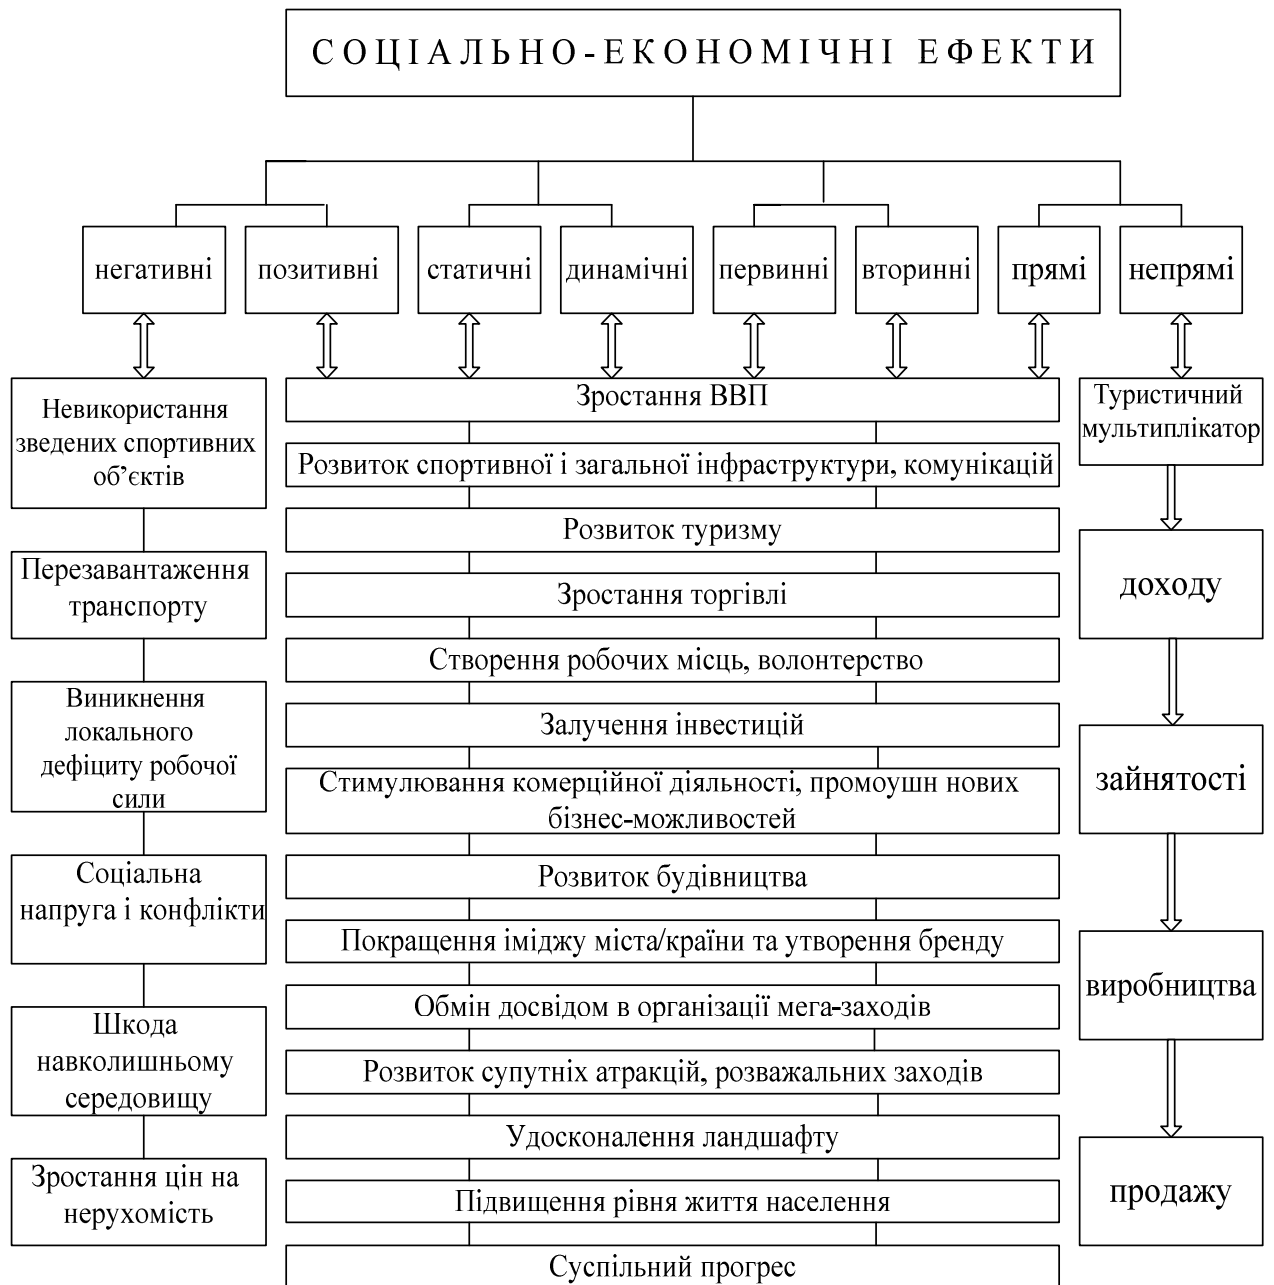 СОЦІАЛЬНО-ЕКОНОМІЧНІ ЕФЕКТИ
негативні
позитивні
статичні
динамічні
первинні
вторинні
прямі
непрямі
Невикористання
зведених спортивних
об’єктів
Перезавантаження
транспорту
Виникнення
локального
дефіциту робочої
сили
Соціальна
напруга і конфлікти
Шкода
навколишньому
середовищу
Зростання цін на
нерухомість
Зростання ВВП
Розвиток спортивної і загальної інфраструктури, комунікацій
Розвиток туризму
Зростання торгівлі
Створення робочих місць, волонтерство
Залучення інвестицій
Стимулювання комерційної діяльності, промоушн нових
бізнес-можливостей
Розвиток будівництва
Покращення іміджу міста/країни та утворення бренду
Обмін досвідом в організації мега-заходів
Розвиток супутніх атракцій, розважальних заходів
Удосконалення ландшафту
Підвищення рівня життя населення
Суспільний прогрес
Туристичний
мультиплікатор
доходу
зайнятості
виробництва
продажу